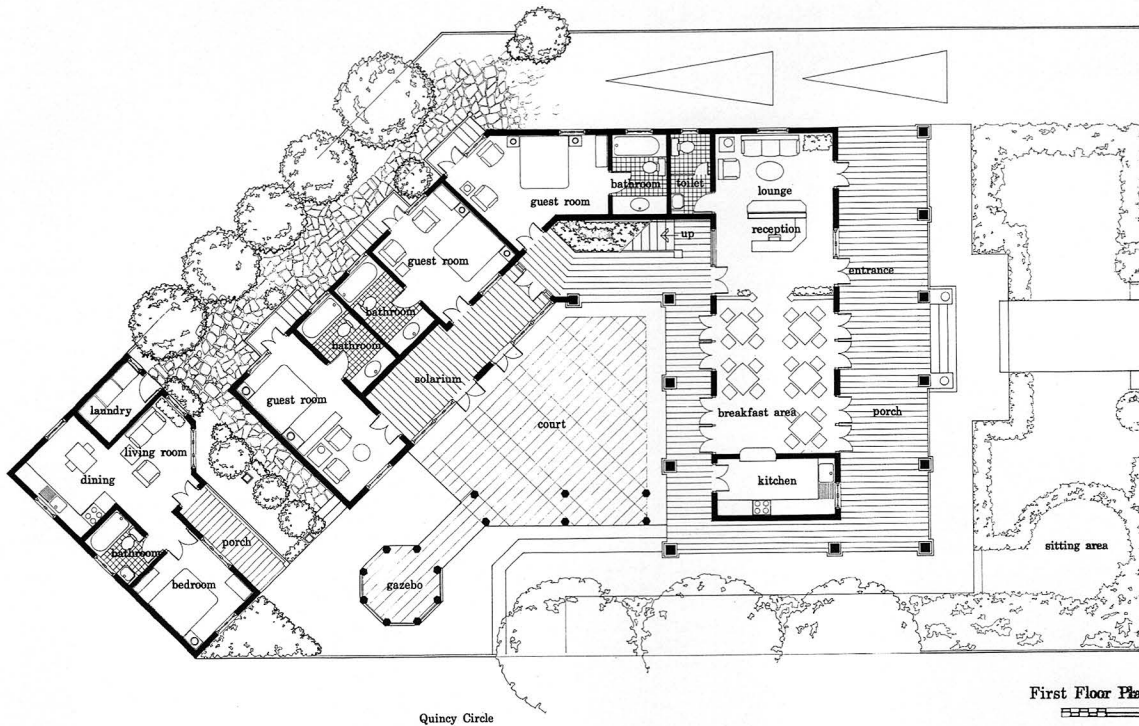 lounge
bathroom
toilet
guest room
reception
up
guest room
entrance
bathroom
bathroom
solarium
laundry
guest room
breakfast area
porch
living room
court
dining
kitchen
bathroom
porch
sitting area
bedroom
gazebo
First Floor
Quincy Circle